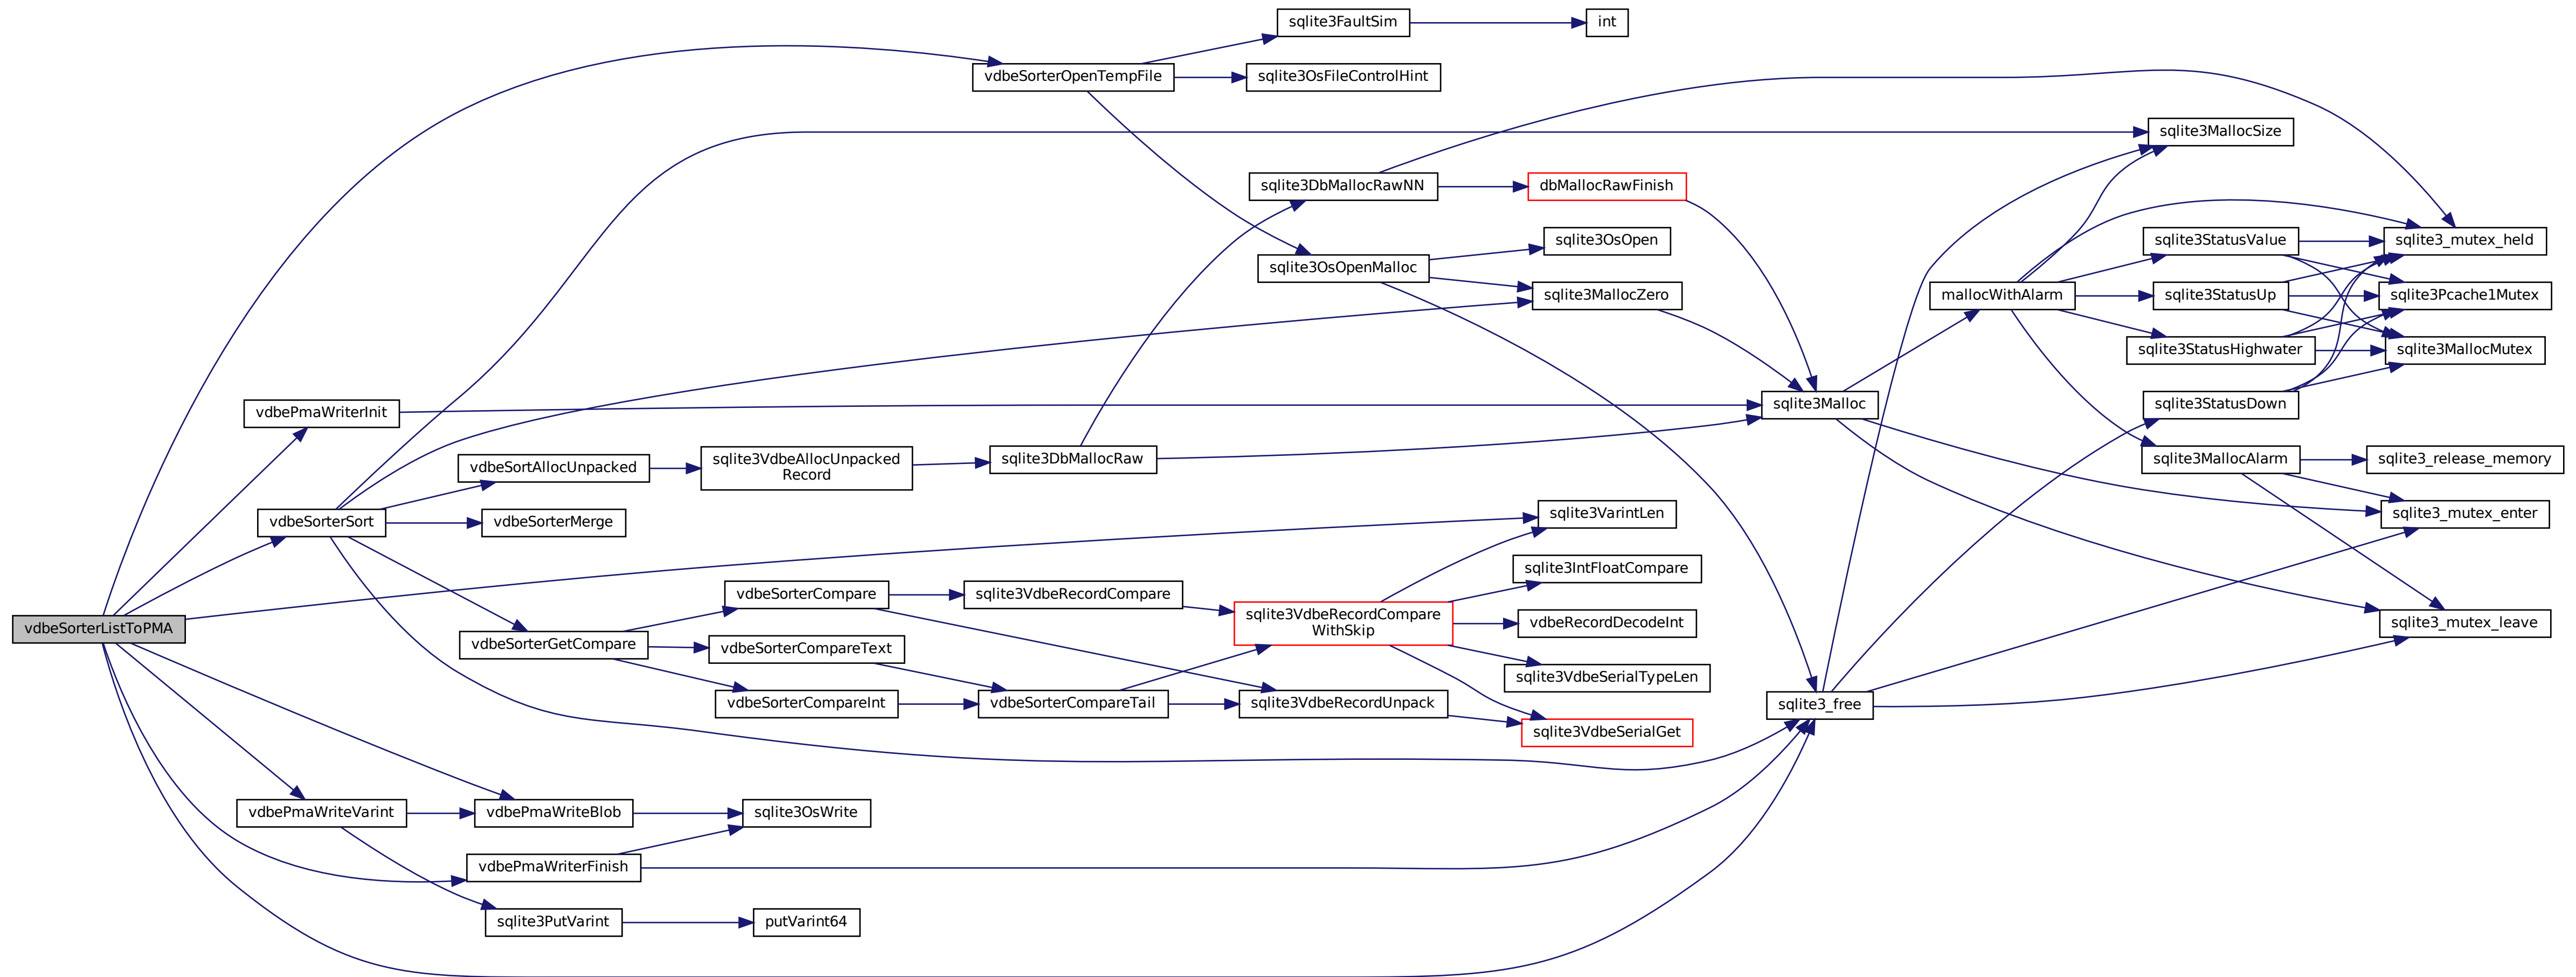 sqlite3FaultSim
int
vdbeSorterOpenTempFile
sqlite3OsFileControlHint
sqlite3MallocSize
sqlite3DbMallocRawNN
dbMallocRawFinish
sqlite3OsOpen
sqlite3StatusValue
sqlite3_mutex_held
sqlite3OsOpenMalloc
sqlite3MallocZero
mallocWithAlarm
sqlite3StatusUp
sqlite3Pcache1Mutex
sqlite3StatusHighwater
sqlite3MallocMutex
vdbePmaWriterInit
sqlite3Malloc
sqlite3StatusDown
vdbeSortAllocUnpacked
sqlite3VdbeAllocUnpacked
Record
sqlite3DbMallocRaw
sqlite3MallocAlarm
sqlite3_release_memory
vdbeSorterSort
vdbeSorterMerge
sqlite3VarintLen
sqlite3_mutex_enter
sqlite3IntFloatCompare
vdbeSorterCompare
sqlite3VdbeRecordCompare
sqlite3VdbeRecordCompare
WithSkip
vdbeRecordDecodeInt
sqlite3_mutex_leave
vdbeSorterListToPMA
vdbeSorterGetCompare
vdbeSorterCompareText
sqlite3VdbeSerialTypeLen
vdbeSorterCompareInt
vdbeSorterCompareTail
sqlite3VdbeRecordUnpack
sqlite3_free
sqlite3VdbeSerialGet
vdbePmaWriteVarint
vdbePmaWriteBlob
sqlite3OsWrite
vdbePmaWriterFinish
sqlite3PutVarint
putVarint64